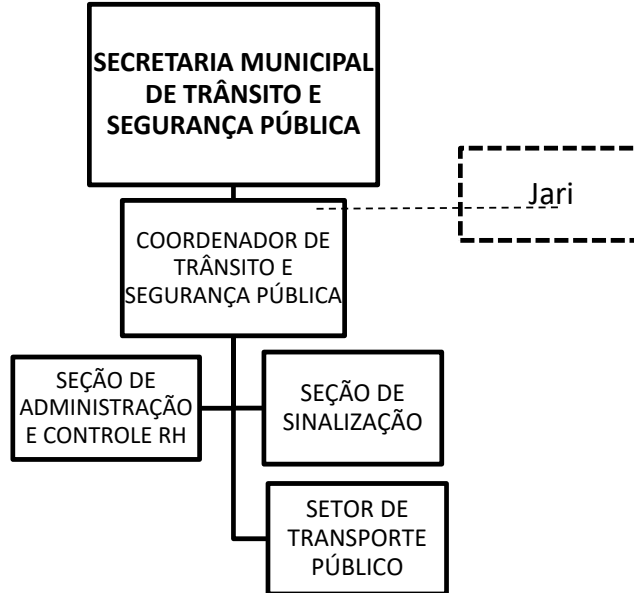 SECRETARIA MUNICIPAL
DE TRÂNSITO E
SEGURANÇA PÚBLICA
Jari
COORDENADOR DE
TRÂNSITO E
SEGURANÇA PÚBLICA
SEÇÃO DE
ADMINISTRAÇÃO
E CONTROLE RH
SEÇÃO DE
SINALIZAÇÃO
SETOR DE
TRANSPORTE
PÚBLICO